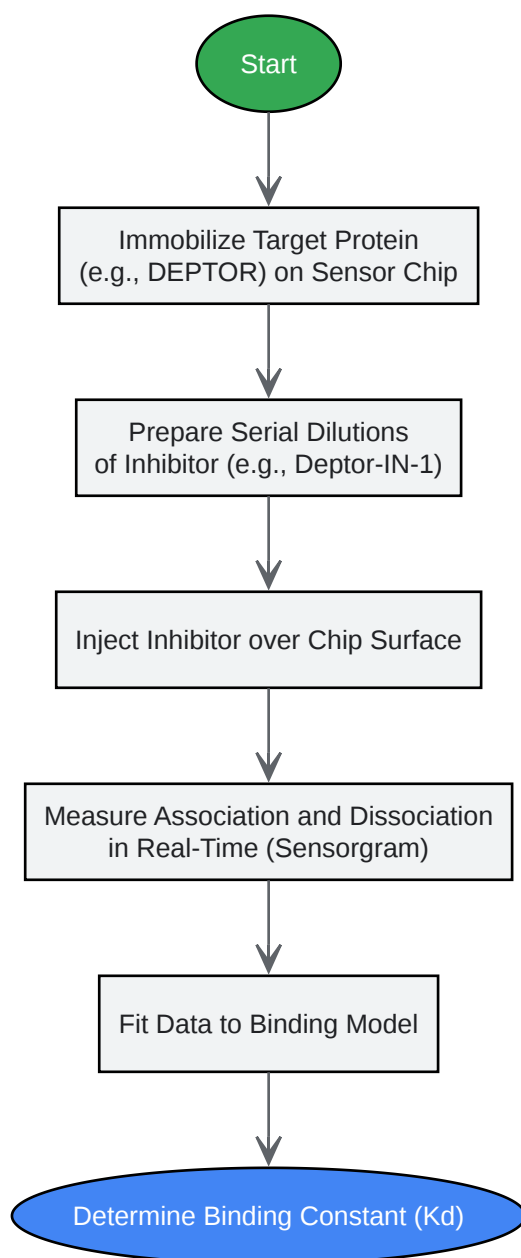 Start
Immobilize Target Protein
(e.g., DEPTOR) on Sensor Chip
Prepare Serial Dilutions
of Inhibitor (e.g., Deptor-IN-1)
Inject Inhibitor over Chip Surface
Measure Association and Dissociation
in Real-Time (Sensorgram)
Fit Data to Binding Model
Determine Binding Constant (Kd)